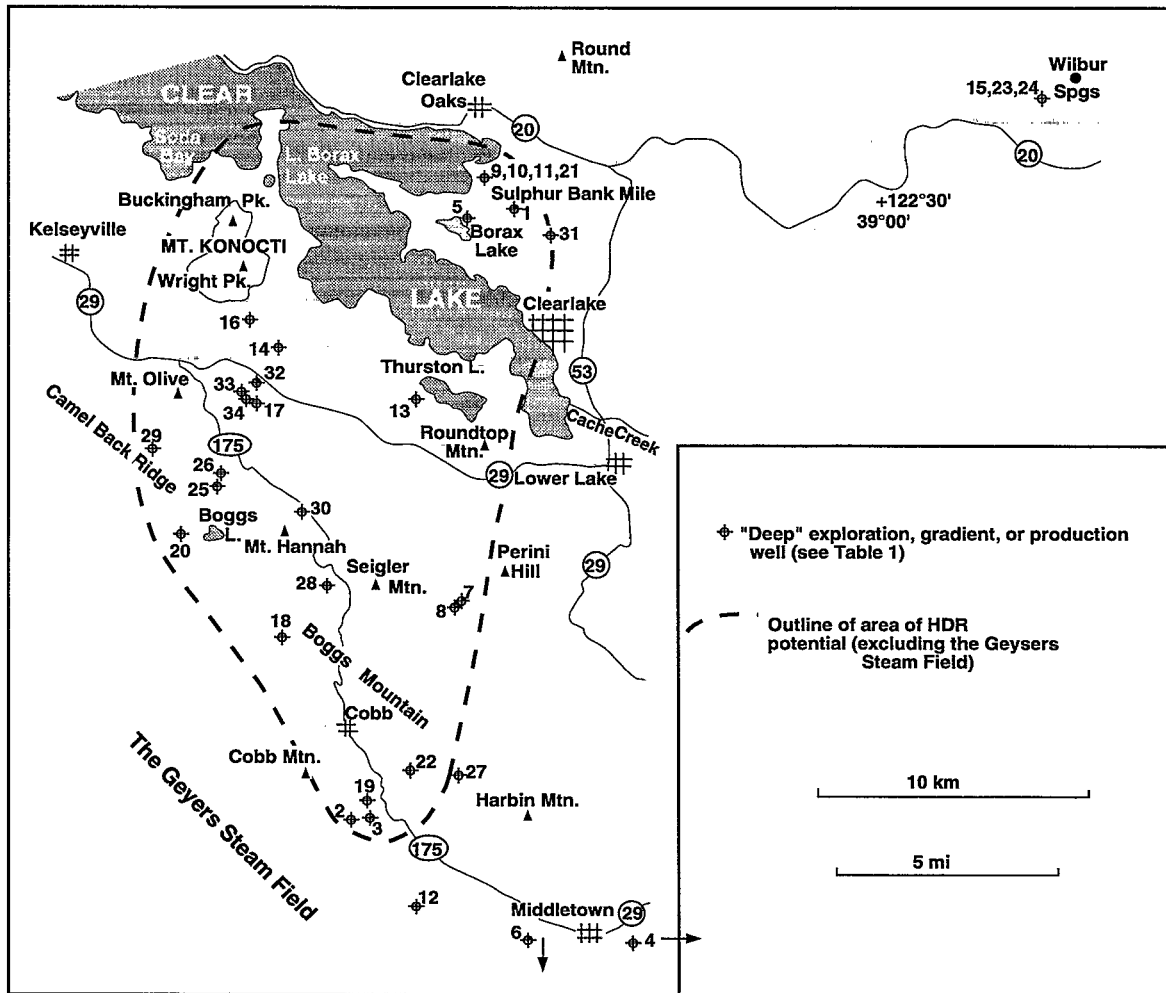 Round
Mtn.
Wilbur
Spgs
15,23,24
Clearlake
Oaks
CLEAR
20
20
Soda
Bay
L. Borax
Lake
9,10,11,21
Sulphur Bank Mile
1
5
Borax
Lake
31
+122°30'
39°00'
Buckingham Pk.
Kelseyville
MT. KONOCTI
Wright Pk.
29
LAKE
Clearlake
16
14
53
Thurston L.
32
33
Mt. Olive
34
17
13
Camel Back Ridge
Roundtop
Mtn.
CacheCreek
29
175
29
Lower Lake
26
25
30
Boggs
L.
20
Mt. Hannah
Perini
Hill
Seigler
Mtn.
29
28
7
8
18
Boggs Mountain
Cobb
The Geyers Steam Field
Cobb Mtn.
22
27
19
Harbin Mtn.
2
3
175
12
Middletown
29
6
4
"Deep" exploration, gradient, or production
well (see Table 1)
Outline of area of HDR
potential (excluding the Geysers
Steam Field)
10 km
5 mi